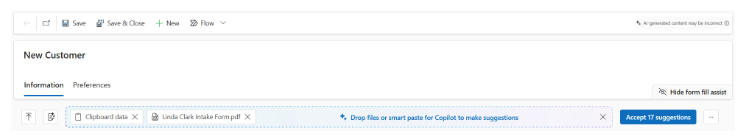 Save Save & Close New Flow AI-generated content may be incorrect
New Customer
Information Preferences
Hide form fill assist
Clipboard data Linda Clark Intake Form.pdf Drop files or smart paste for Copilot to make suggestions Accept 17 suggestions